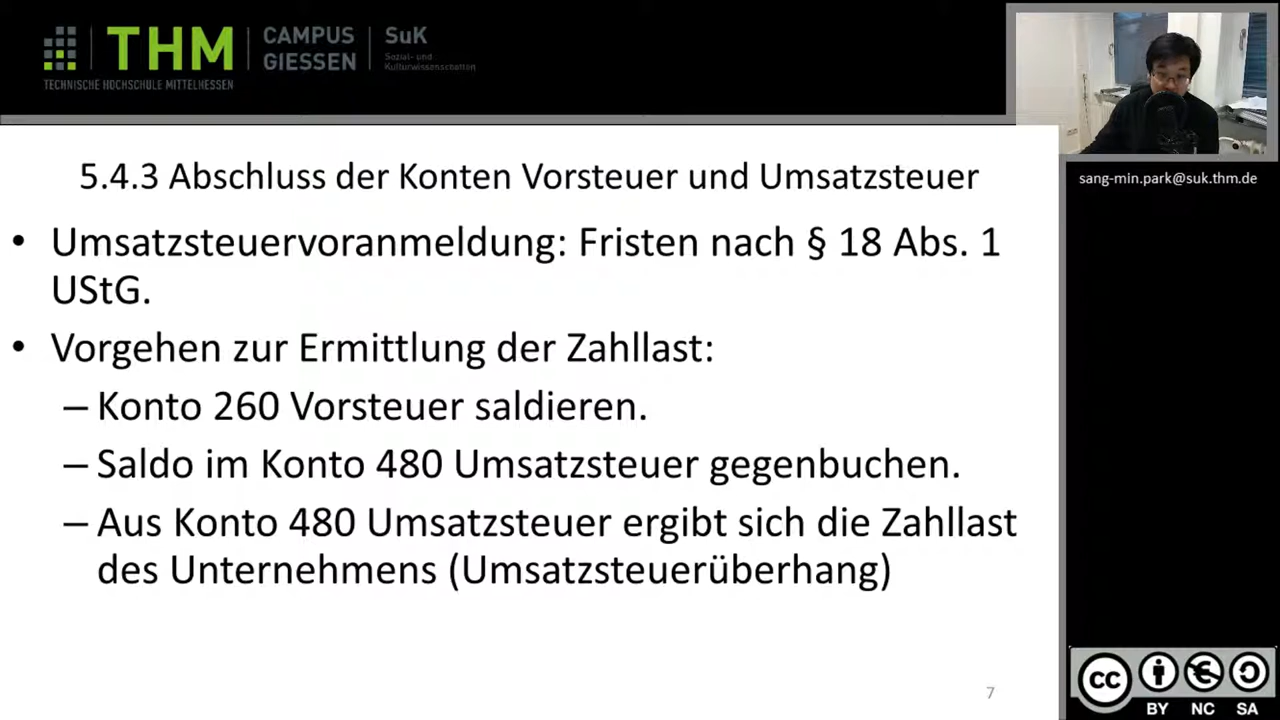 THM
CAMPUS
GIESSEN
SuK
Sozial- und
Kulturwissenschaften
TECHNISCHE HOCHSCHULE MITTELHESSEN
sang-min.park@suk.thm.de
5.4.3 Abschluss der Konten Vorsteuer und Umsatzsteuer
• Umsatzsteuervoranmeldung: Fristen nach § 18 Abs. 1
UStG.
• Vorgehen zur Ermittlung der Zahllast:
– Konto 260 Vorsteuer saldieren.
– Saldo im Konto 480 Umsatzsteuer gegenbuchen.
– Aus Konto 480 Umsatzsteuer ergibt sich die Zahllast
des Unternehmens (Umsatzsteuerüberhang)
7
CC
BY NC SA